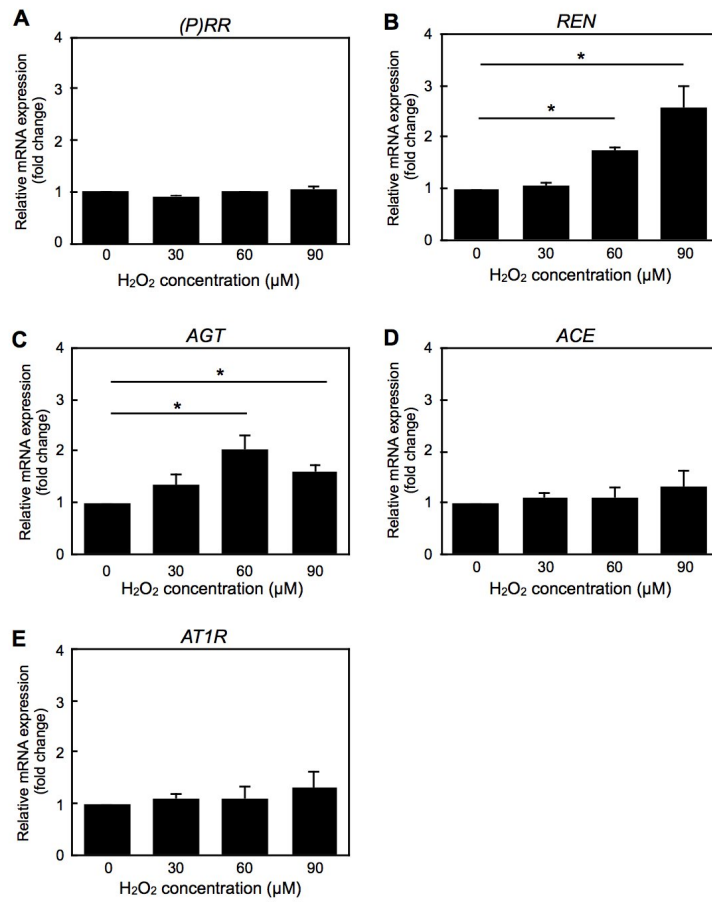 A
(P)RR
Relative mRNA expression
(fold change)
4
3
2
1
0
0 30 60 90
H₂O₂ concentration (µM)
B
REN
Relative mRNA expression
(fold change)
4
3
2
1
0
*
*
0 30 60 90
H₂O₂ concentration (µM)
C
AGT
Relative mRNA expression
(fold change)
4
3
2
1
0
*
*
0 30 60 90
H₂O₂ concentration (µM)
D
ACE
Relative mRNA expression
(fold change)
4
3
2
1
0
0 30 60 90
H₂O₂ concentration (µM)
E
AT1R
Relative mRNA expression
(fold change)
4
3
2
1
0
0 30 60 90
H₂O₂ concentration (µM)